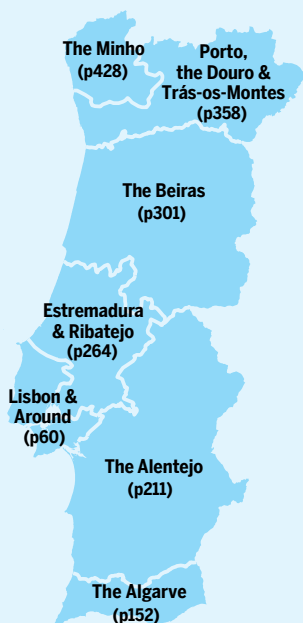 The Minho
(p428)
Porto,
the Douro &
Trás-os-Montes
(p358)
The Beiras
(p301)
Estremadura
& Ribatejo
(p264)
Lisbon &
Around
(p60)
The Alentejo
(p211)
The Algarve
(p152)